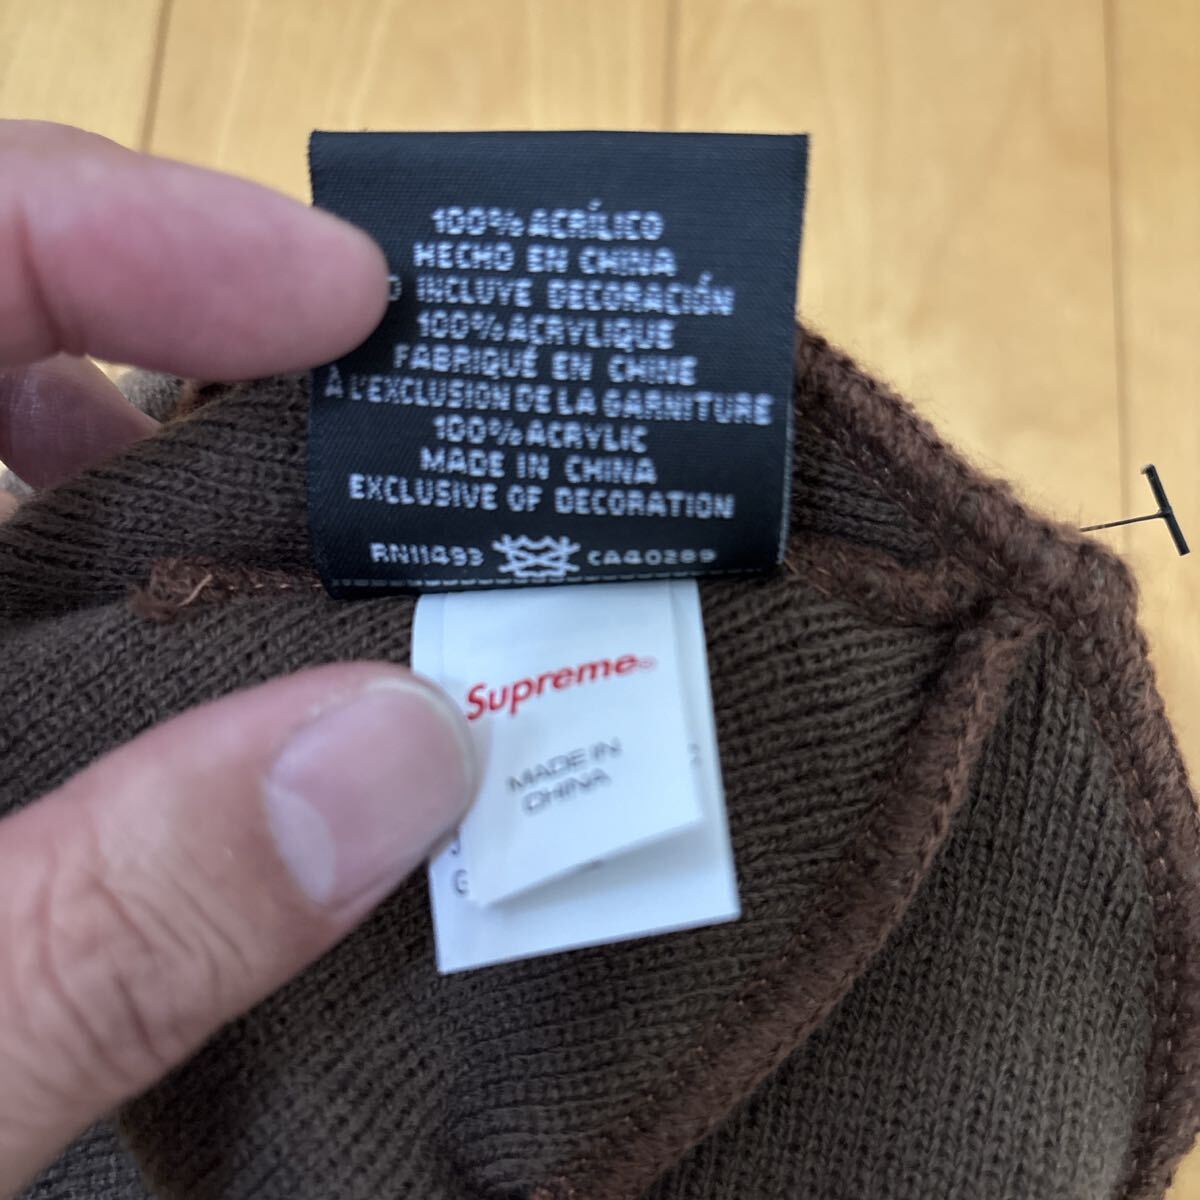 100% ACRÍLICO
HECHO EN CHINA
INCLUYE DECORACIÓN
100% ACRYLIQUE
FABRIQUÉ EN CHINE
À L'EXCLUSION DE LA GARNITURE
100% ACRYLIC
MADE IN CHINA
EXCLUSIVE OF DECORATION
RN11493 CA40289
Supreme®
MADE IN
CHINA